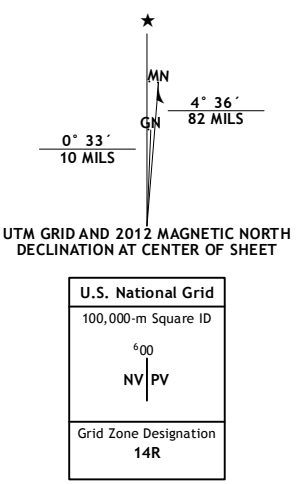 ★
MN
4° 36´
82 MILS
GN
0° 33´
10 MILS
UTM GRID AND 2012 MAGNETIC NORTH
DECLINATION AT CENTER OF SHEET
U.S. National Grid
100,000-m Square ID
⁶00
NV PV
Grid Zone Designation
14R